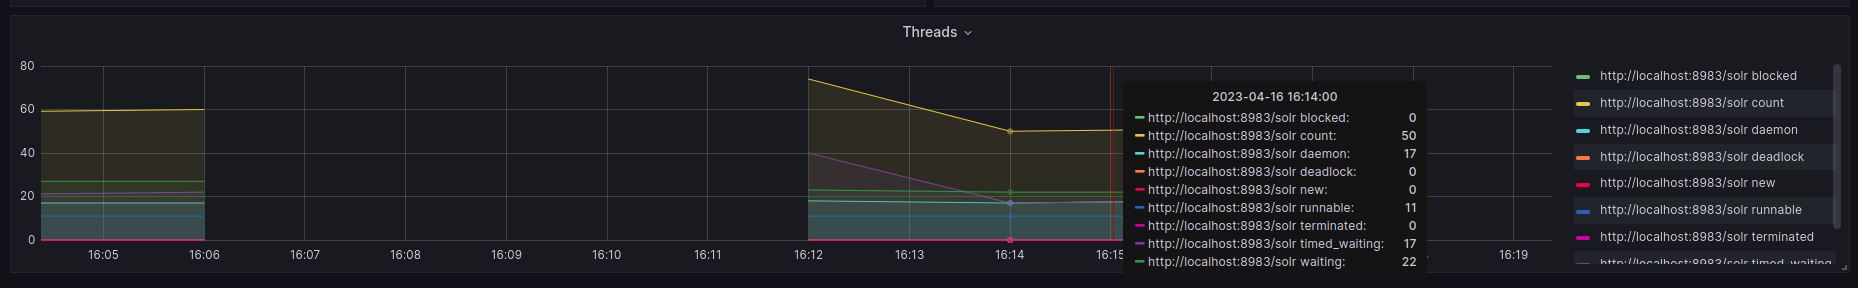 Threads
80
60
40
20
0
16:05 16:06 16:07 16:08 16:09 16:10 16:11 16:12 16:13 16:14 16:15 16:19
2023-04-16 16:14:00
http://localhost:8983/solr blocked: 0
http://localhost:8983/solr count: 50
http://localhost:8983/solr daemon: 17
http://localhost:8983/solr deadlock: 0
http://localhost:8983/solr new: 0
http://localhost:8983/solr runnable: 11
http://localhost:8983/solr terminated: 0
http://localhost:8983/solr timed_waiting: 17
http://localhost:8983/solr waiting: 22
http://localhost:8983/solr blocked
http://localhost:8983/solr count
http://localhost:8983/solr daemon
http://localhost:8983/solr deadlock
http://localhost:8983/solr new
http://localhost:8983/solr runnable
http://localhost:8983/solr terminated
http://localhost:8983/solr timed_waiting